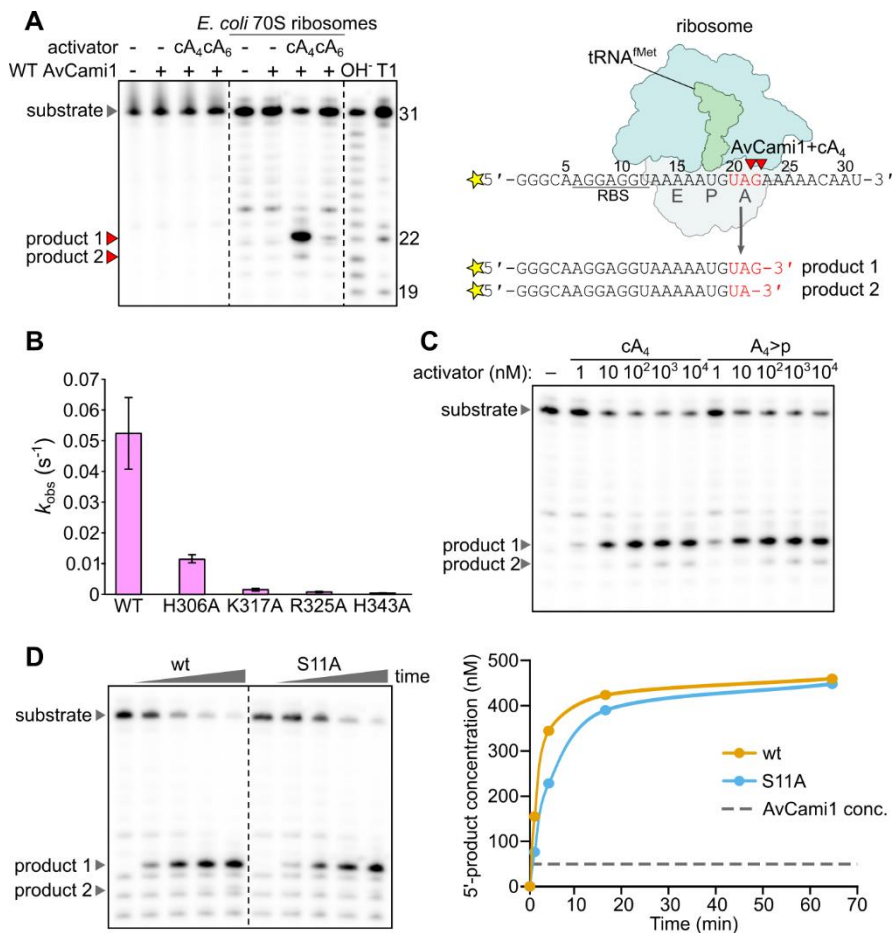 A
E. coli 70S ribosomes
activator - - cA4 cA6 - - cA4 cA6
WT AvCami1 - + + + - + + + OH- T1
substrate 31
product 1 22
product 2
19
ribosome
tRNAfMet
AvCami1+cA4
5 10 15 20 25 30
5'-GGGCAAGGAGGUAAAAAUGUAGAAAAACAAU-3'
RBS E P A
5'-GGGCAAGGAGGUAAAAAUGUAG-3' product 1
5'-GGGCAAGGAGGUAAAAAUGUA-3' product 2
B
kobs (s-1)
0.07
0.06
0.05
0.04
0.03
0.02
0.01
0
WT H306A K317A R325A H343A
C
cA4 A4>p
activator (nM): – 1 10 10² 10³ 10⁴ 1 10 10² 10³ 10⁴
substrate
product 1
product 2
D
wt S11A time
substrate
product 1
product 2
5'-product concentration (nM)
500
400
300
200
100
0
wt
S11A
AvCami1 conc.
0 10 20 30 40 50 60 70
Time (min)